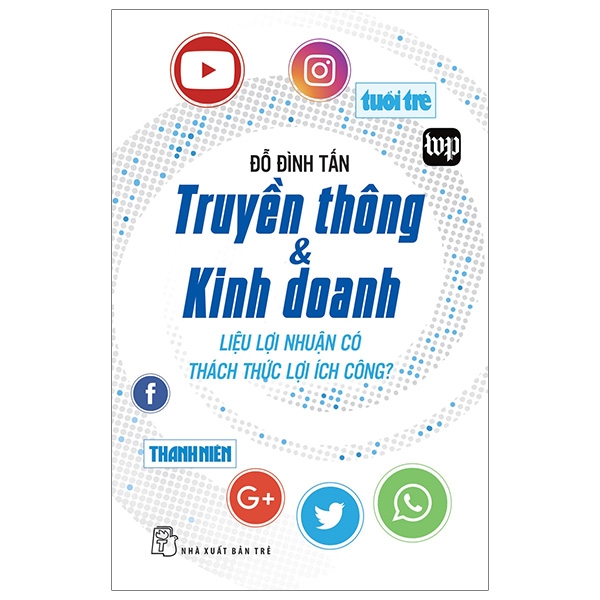 tuổi trẻ
wp
ĐỖ ĐÌNH TẤN
Truyền thông
&
Kinh doanh
LIỆU LỢI NHUẬN CÓ
THÁCH THỨC LỢI ÍCH CÔNG?
f
THANH NIÊN
G+
NHÀ XUẤT BẢN TRẺ